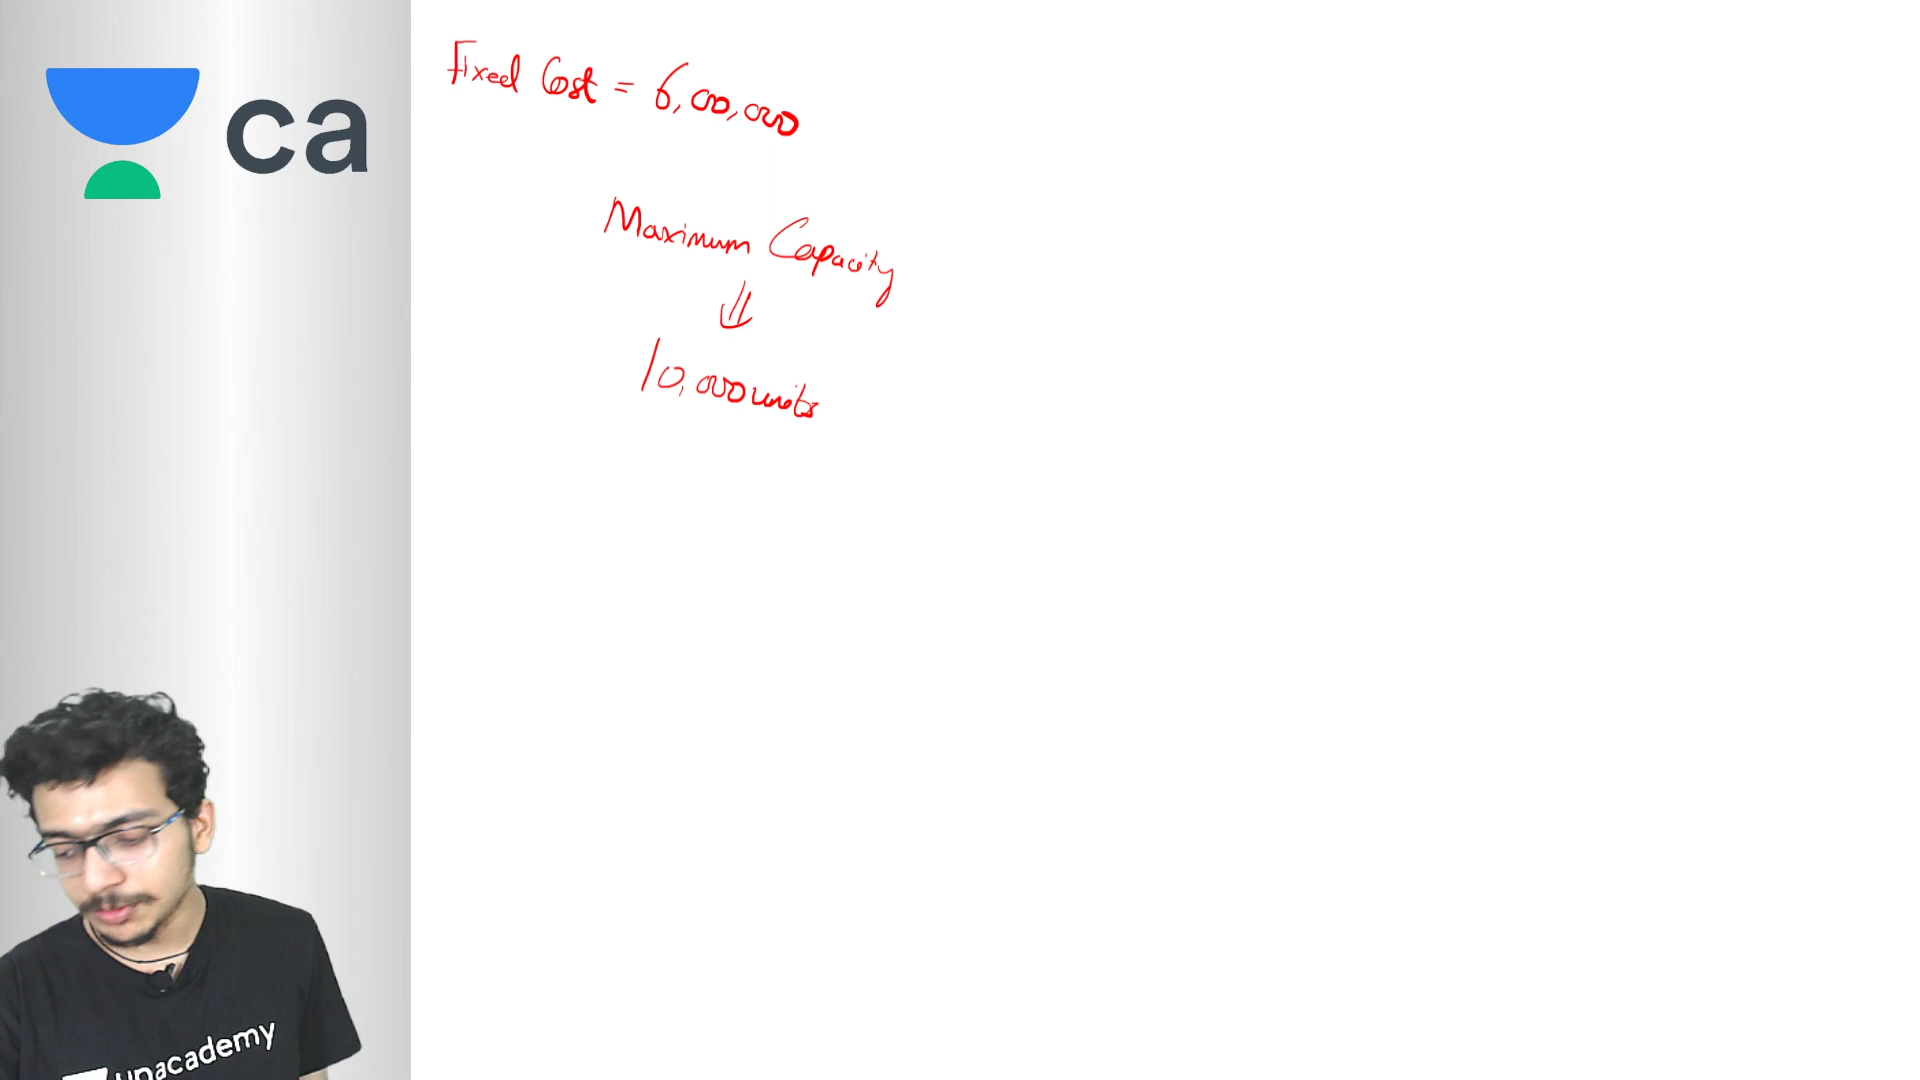 ca
Fixed Cost = 6,00,000
Maximum Capacity
⇓
10,000 units
unacademy